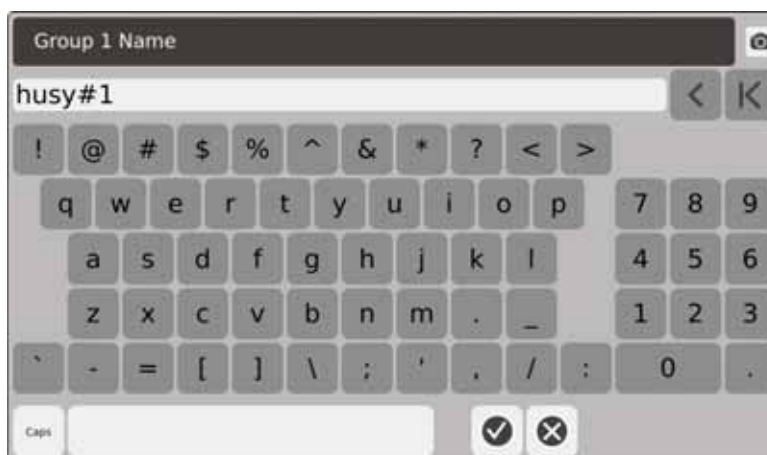 Group 1 Name
husy#1
! @ # $ % ^ & * ? < >
q w e r t y u i o p 7 8 9
a s d f g h j k l 4 5 6
z x c v b n m . _ 1 2 3
` - = [ ] \ ; ' , / : 0 .
Caps